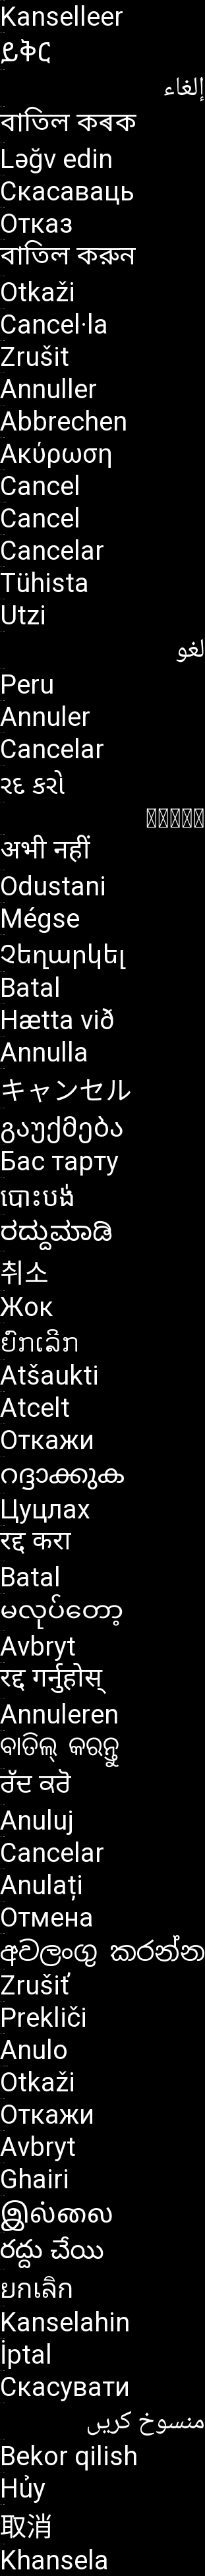 Kanselleer
ይቅር
إلغاء
বাতিল কৰক
Ləğv edin
Скасаваць
Отказ
বাতিল করুন
Otkaži
Cancel·la
Zrušit
Annuller
Abbrechen
Ακύρωση
Cancel
Cancel
Cancelar
Tühista
Utzi
لغو
Peru
Annuler
Cancelar
રદ કરો
अभी नहीं
Odustani
Mégse
Չեղարկել
Batal
Hætta við
Annulla
キャンセル
გაუქმება
Бас тарту
បោះបង់
ರದ್ದುಮಾಡಿ
취소
Жок
ຍົກເລີກ
Atšaukti
Atcelt
Откажи
റദ്ദാക്കുക
Цуцлах
रद्द करा
Batal
မလုပ်တော့
Avbryt
रद्द गर्नुहोस्
Annuleren
ବାତିଲ୍ କରନ୍ତୁ
ਰੱਦ ਕਰੋ
Anuluj
Cancelar
Anulați
Отмена
අවලංගු කරන්න
Zrušiť
Prekliči
Anulo
Otkaži
Откажи
Avbryt
Ghairi
இல்லை
రద్దు చేయి
ยกเลิก
Kanselahin
İptal
Скасувати
منسوخ کریں
Bekor qilish
Hủy
取消
Khansela